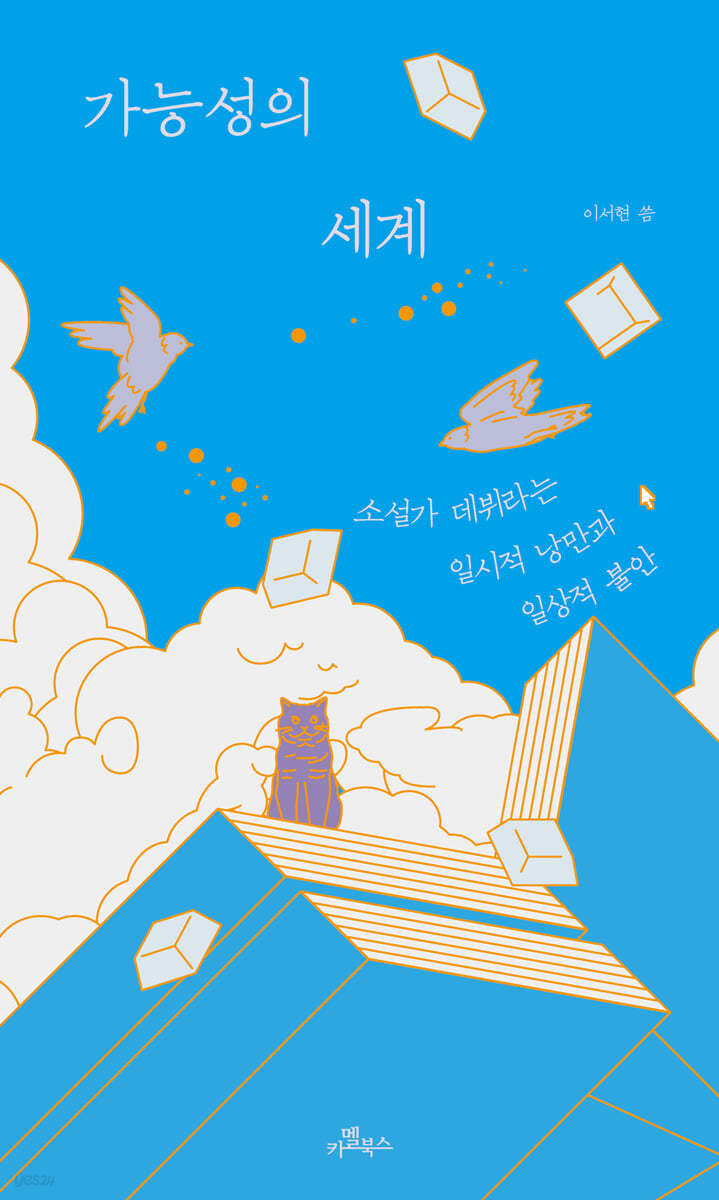 가능성의
세계
이서현 씀
소설가 데뷔라는
일시적 낭만과
일상적 불안
카멜북스
yes24